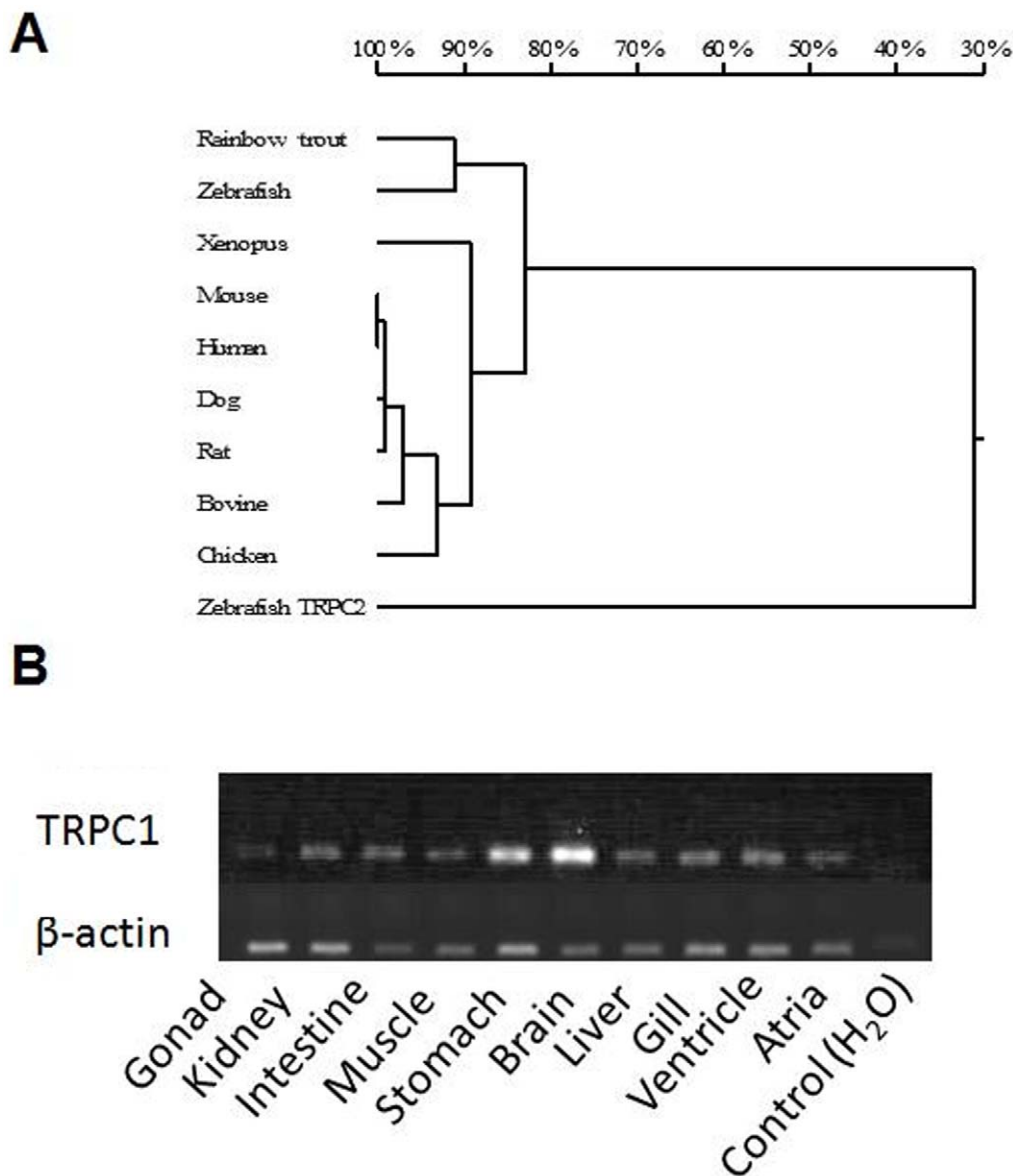 A
100% 90% 80% 70% 60% 50% 40% 30%
Rainbow trout
Zebrafish
Xenopus
Mouse
Human
Dog
Rat
Bovine
Chicken
Zebrafish TRPC2
B
TRPC1
β-actin
Gonad
Kidney
Intestine
Muscle
Stomach
Brain
Liver
Gill
Ventricle
Atria
Control (H₂O)